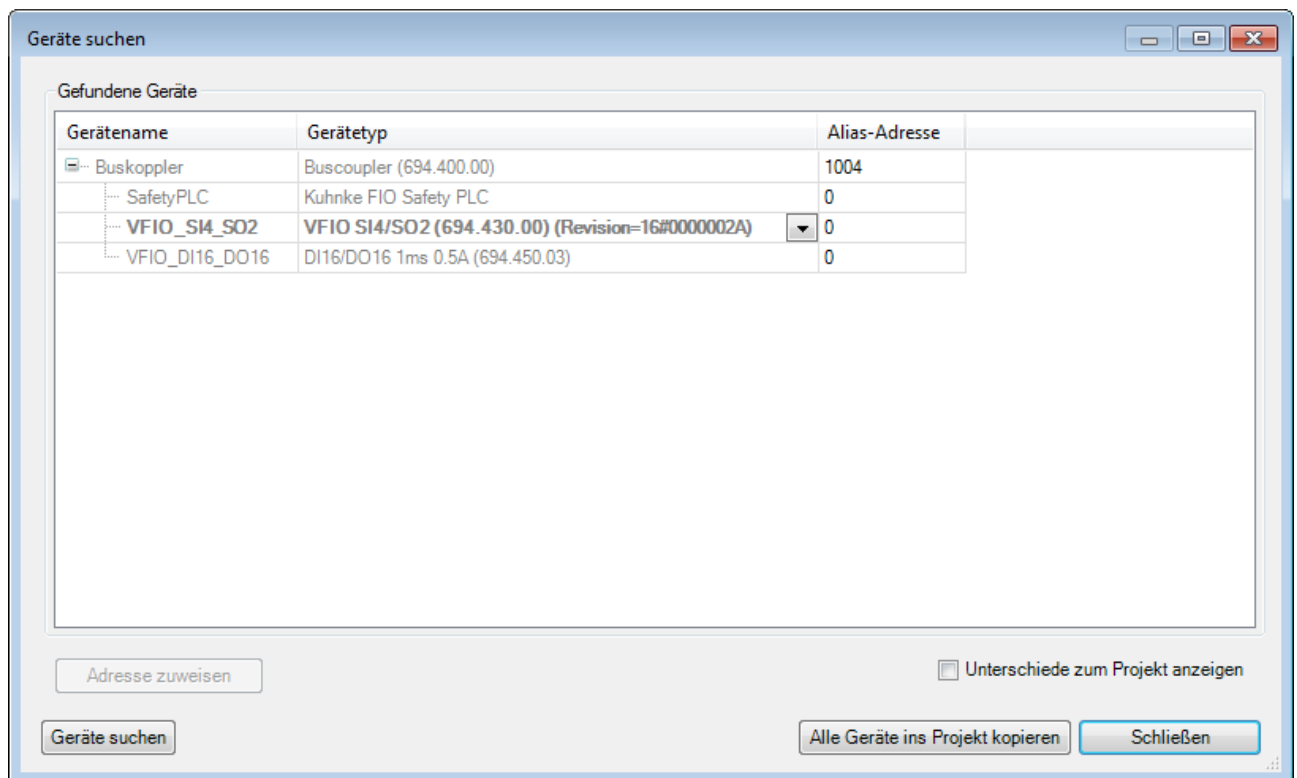 Geräte suchen
Gefundene Geräte
Gerätename Gerätetyp Alias-Adresse
Buskoppler Buscoupler (694.400.00) 1004
SafetyPLC Kuhnke FIO Safety PLC 0
VFIO_SI4_SO2 VFIO SI4/SO2 (694.430.00) (Revision=16#0000002A) 0
VFIO_DI16_DO16 DI16/DO16 1ms 0.5A (694.450.03) 0
Adresse zuweisen Unterschiede zum Projekt anzeigen
Geräte suchen Alle Geräte ins Projekt kopieren Schließen